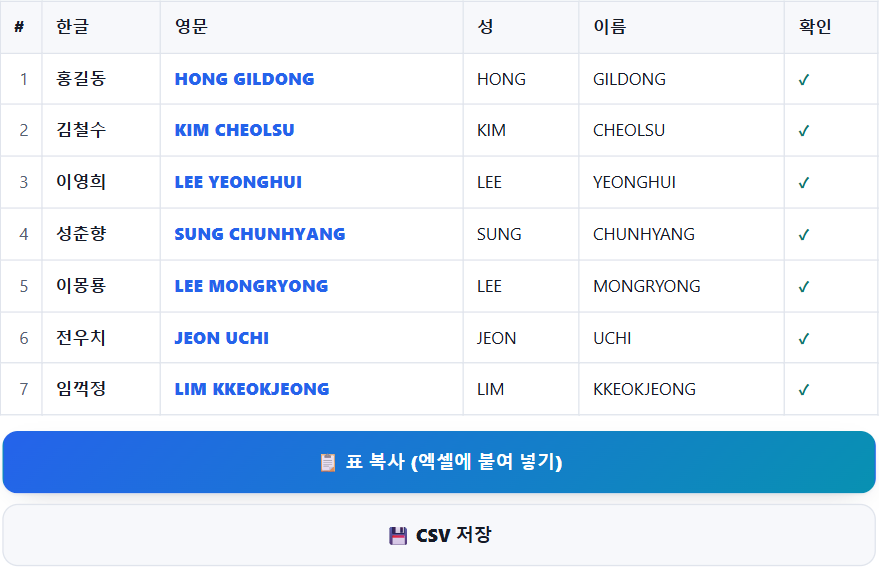 # 한글 영문 성 이름 확인
1 홍길동 HONG GILDONG HONG GILDONG ✓
2 김철수 KIM CHEOLSU KIM CHEOLSU ✓
3 이영희 LEE YEONGHUI LEE YEONGHUI ✓
4 성춘향 SUNG CHUNHYANG SUNG CHUNHYANG ✓
5 이몽룡 LEE MONGRYONG LEE MONGRYONG ✓
6 전우치 JEON UCHI JEON UCHI ✓
7 임꺽정 LIM KKEOKJEONG LIM KKEOKJEONG ✓
📋 표 복사 (엑셀에 붙여 넣기)
💾 CSV 저장